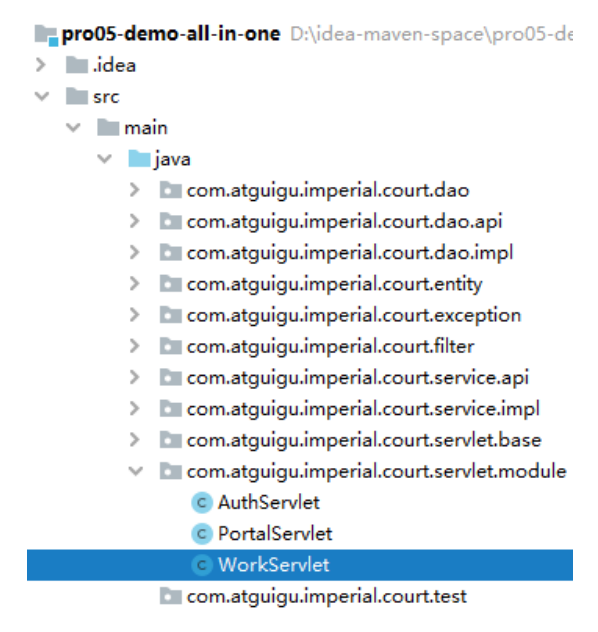 pro05-demo-all-in-one D:\idea-maven-space\pro05-de
.idea
src
main
java
com.atguigu.imperial.court.dao
com.atguigu.imperial.court.dao.api
com.atguigu.imperial.court.dao.impl
com.atguigu.imperial.court.entity
com.atguigu.imperial.court.exception
com.atguigu.imperial.court.filter
com.atguigu.imperial.court.service.api
com.atguigu.imperial.court.service.impl
com.atguigu.imperial.court.servlet.base
com.atguigu.imperial.court.servlet.module
C AuthServlet
C PortalServlet
C WorkServlet
com.atguigu.imperial.court.test